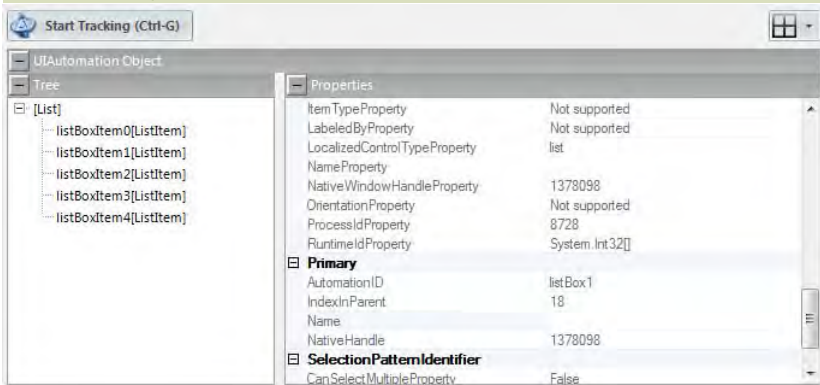 Start Tracking (Ctrl-G)
UIAutomation Object
Tree
[List]
listBoxItem0[ListItem]
listBoxItem1[ListItem]
listBoxItem2[ListItem]
listBoxItem3[ListItem]
listBoxItem4[ListItem]
Properties
ItemTypeProperty Not supported
LabeledByProperty Not supported
LocalizedControlTypeProperty list
NameProperty
NativeWindowHandleProperty 1378098
OrientationProperty Not supported
ProcessIdProperty 8728
RuntimeIdProperty System.Int32[]
Primary
AutomationID listBox1
IndexInParent 18
Name
NativeHandle 1378098
SelectionPatternIdentifier
CanSelectMultipleProperty False